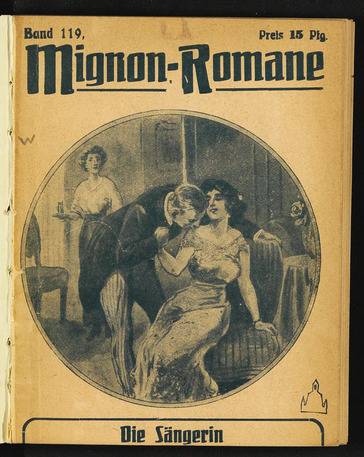 Band 119,
Preis 15 Pfg.
Mignon-Romane
W
Die Sängerin